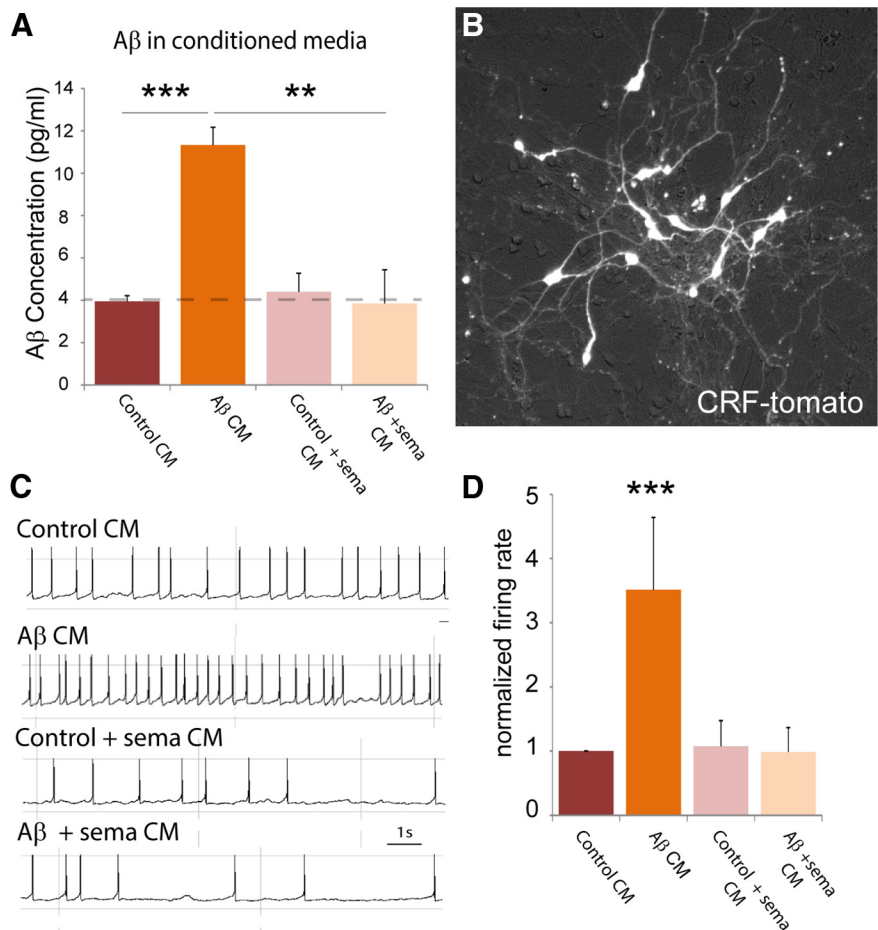 A
Aβ in conditioned media
*** **
Aβ Concentration (pg/ml)
14
12
10
8
6
4
2
0
Control CM
Aβ CM
Control + sema CM
Aβ +sema CM
B
CRF-tomato
C
Control CM
Aβ CM
Control + sema CM
Aβ + sema CM
1s
D
***
normalized firing rate
5
4
3
2
1
0
Control CM
Aβ CM
Control + sema CM
Aβ +sema CM